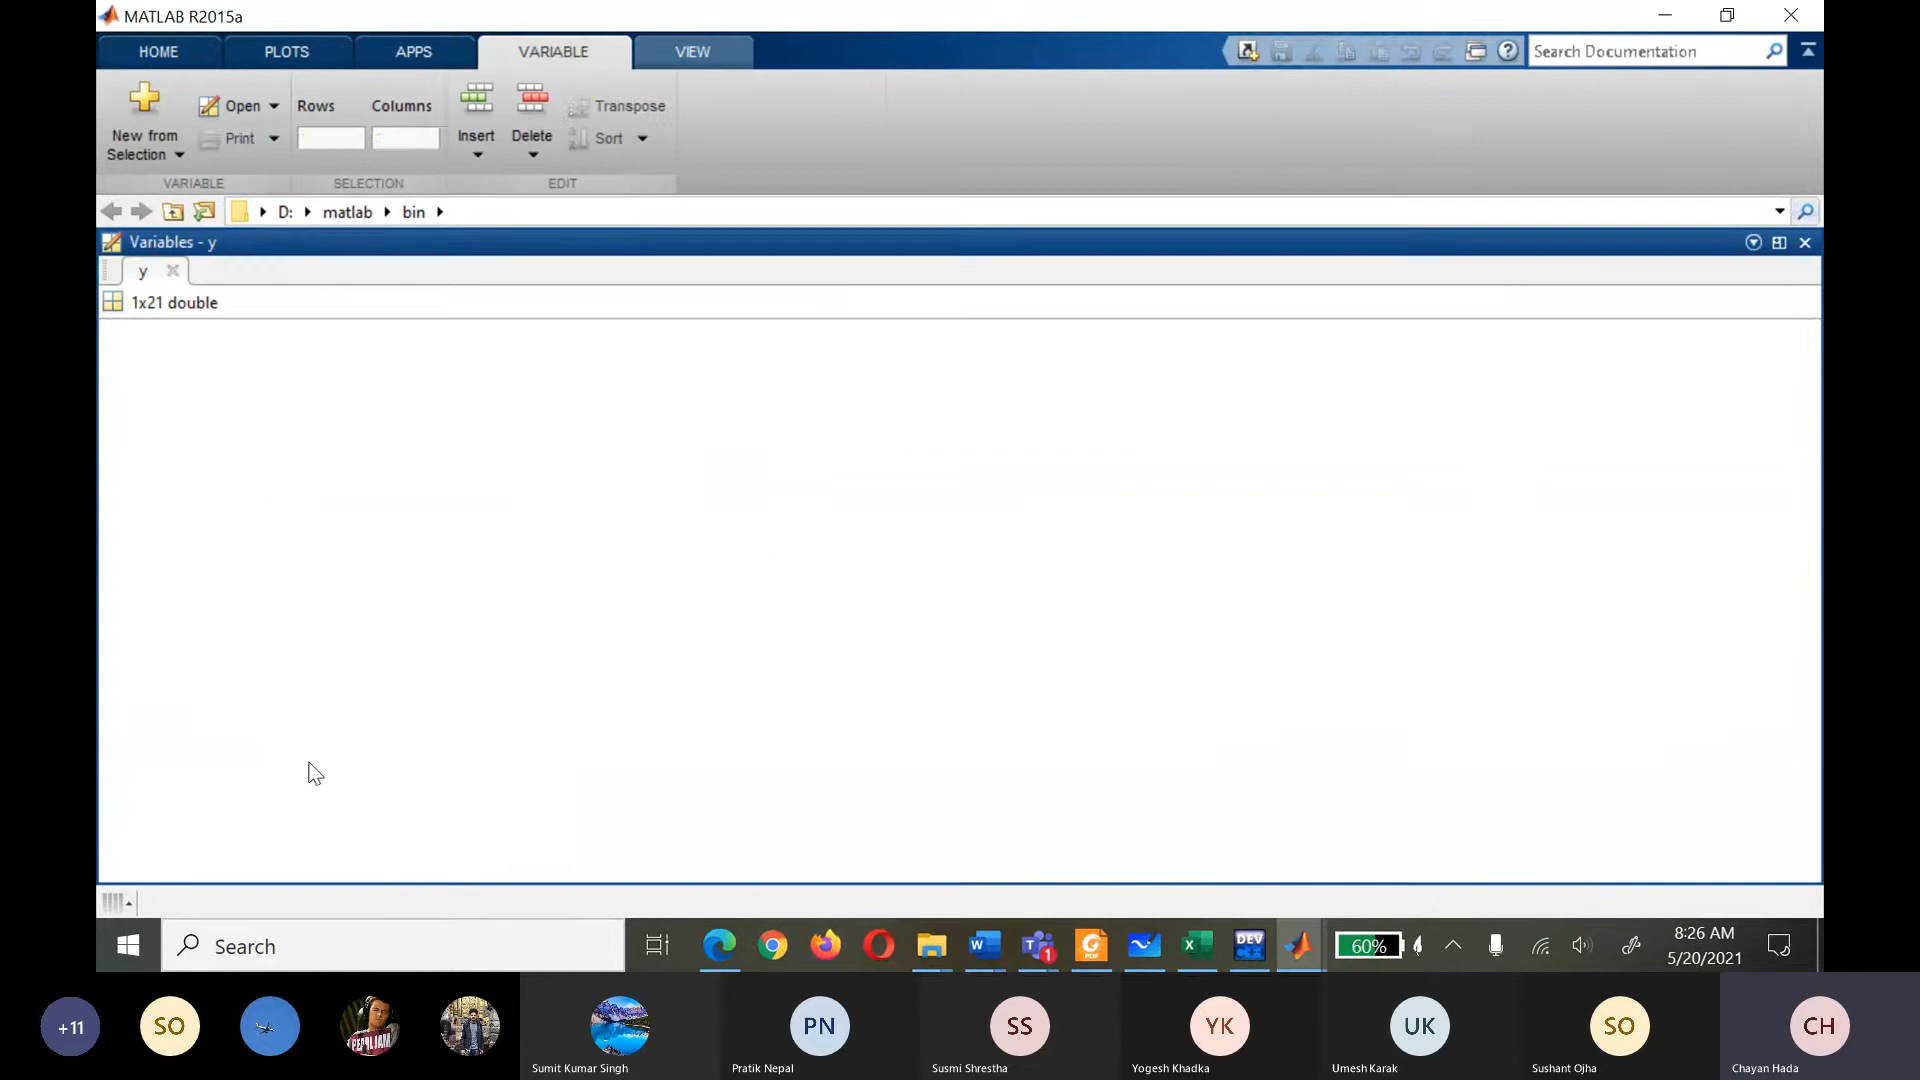 MATLAB R2015a
HOME
PLOTS
APPS
VARIABLE
VIEW
Search Documentation
New from
Selection
Open
Print
Rows
Columns
Insert
Delete
Transpose
Sort
VARIABLE
SELECTION
EDIT
D:
matlab
bin
Variables - y
y
1x21 double
Search
DEV
C++
60%
8:26 AM
5/20/2021
+11
SO
PEARL JAM
PN
SS
YK
UK
SO
CH
Sumit Kumar Singh
Pratik Nepal
Susmi Shrestha
Yogesh Khadka
Umesh Karak
Sushant Ojha
Chayan Hada